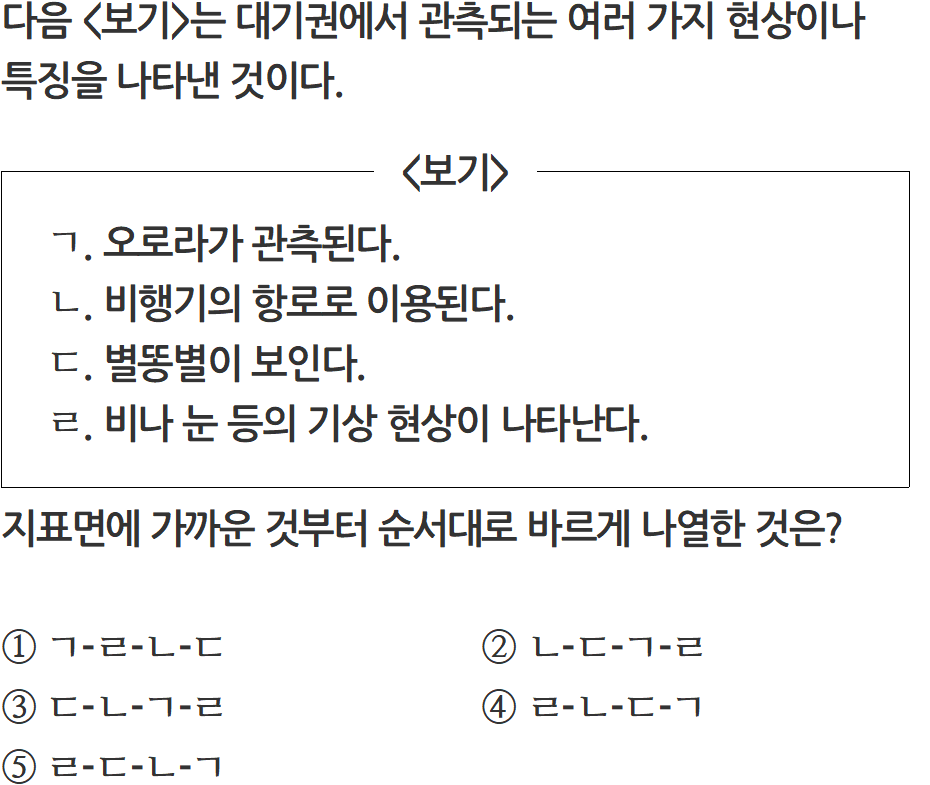 다음 <보기>는 대기권에서 관측되는 여러 가지 현상이나
특징을 나타낸 것이다.
<보기>
ㄱ. 오로라가 관측된다.
ㄴ. 비행기의 항로로 이용된다.
ㄷ. 별똥별이 보인다.
ㄹ. 비나 눈 등의 기상 현상이 나타난다.
지표면에 가까운 것부터 순서대로 바르게 나열한 것은?
① ㄱ-ㄹ-ㄴ-ㄷ ② ㄴ-ㄷ-ㄱ-ㄹ
③ ㄷ-ㄴ-ㄱ-ㄹ ④ ㄹ-ㄴ-ㄷ-ㄱ
⑤ ㄹ-ㄷ-ㄴ-ㄱ